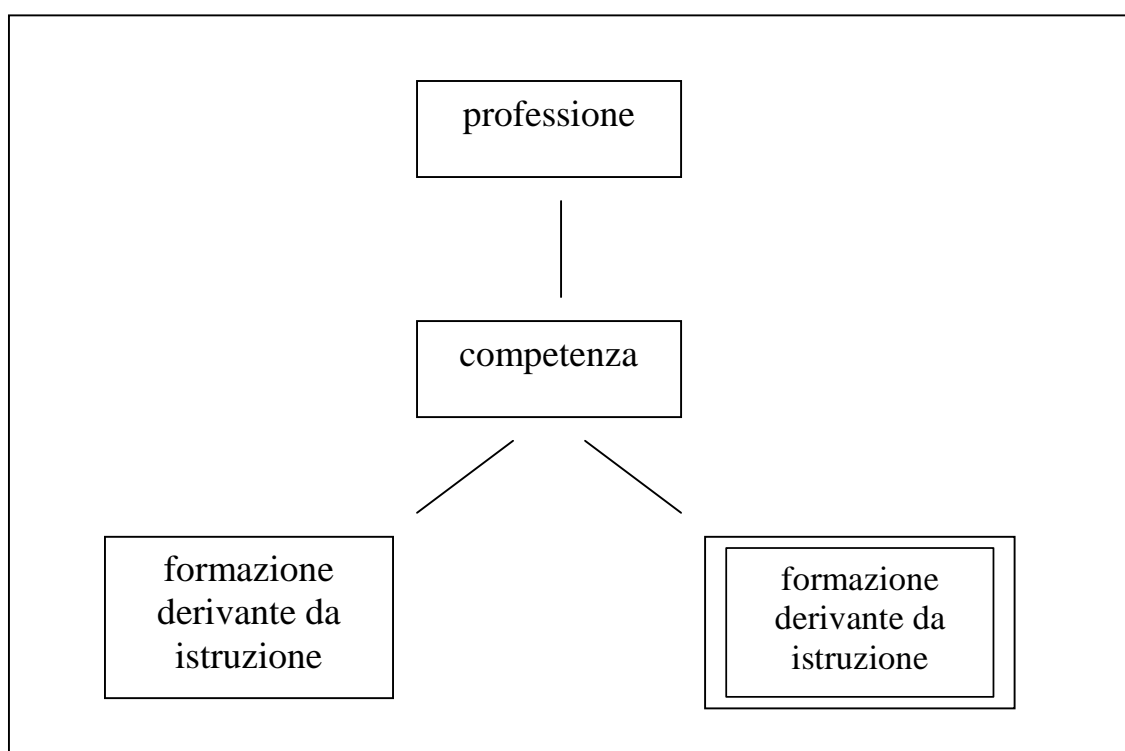 professione
competenza
formazione
derivante da
istruzione
formazione
derivante da
istruzione